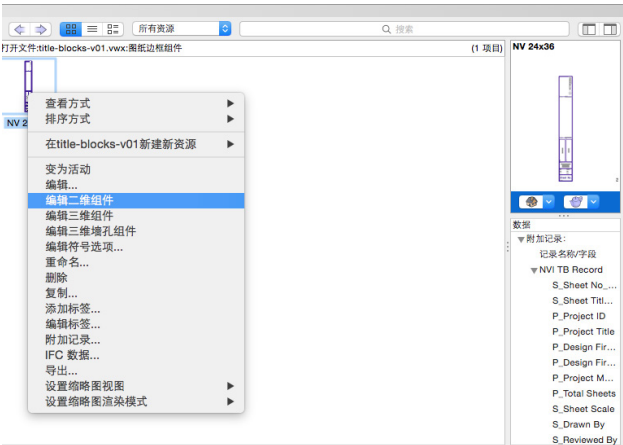 所有资源
搜索
打开文件:title-blocks-v01.vwx:图纸边框组件
(1 项目)
NV 24x36
NV 2
查看方式
排序方式
在title-blocks-v01新建新资源
变为活动
编辑...
编辑二维组件
编辑三维组件
编辑三维墙孔组件
编辑符号选项...
重命名...
删除
复制...
添加标签...
编辑标签...
附加记录...
IFC 数据...
导出...
设置缩略图视图
设置缩略图渲染模式
数据
附加记录:
记录名称/字段
NVI TB Record
S_Sheet No_...
S_Sheet Titl...
P_Project ID
P_Project Title
P_Design Fir...
P_Design Fir...
P_Project M...
P_Total Sheets
S_Sheet Scale
S_Drawn By
S_Reviewed By